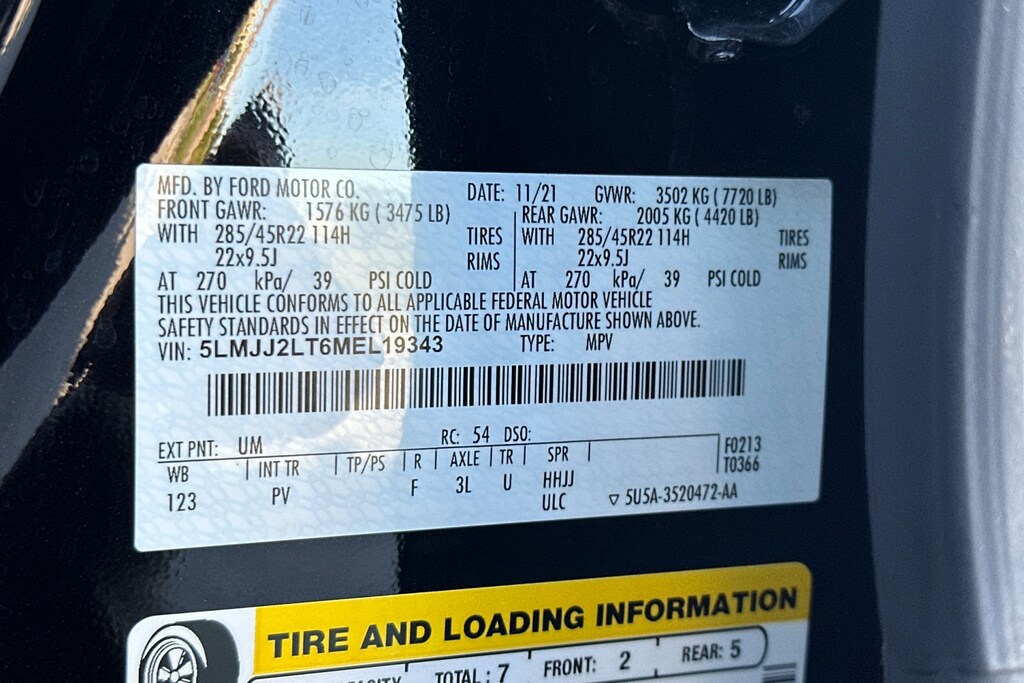 MFD. BY FORD MOTOR CO. DATE: 11/21 GVWR: 3502 KG ( 7720 LB)
FRONT GAWR: 1576 KG ( 3475 LB) REAR GAWR: 2005 KG ( 4420 LB)
WITH 285/45R22 114H TIRES WITH 285/45R22 114H TIRES
22x9.5J RIMS 22x9.5J RIMS
AT 270 kPa/ 39 PSI COLD AT 270 kPa/ 39 PSI COLD
THIS VEHICLE CONFORMS TO ALL APPLICABLE FEDERAL MOTOR VEHICLE
SAFETY STANDARDS IN EFFECT ON THE DATE OF MANUFACTURE SHOWN ABOVE.
VIN: 5LMJJ2LT6MEL19343 TYPE: MPV
EXT PNT: UM RC: 54 DSO: F0213
WB INT TR TP/PS R AXLE TR SPR T0366
123 PV F 3L U HHJJ
ULC ▽ 5U5A-3520472-AA
TIRE AND LOADING INFORMATION
TOTAL: 7 FRONT: 2 REAR: 5